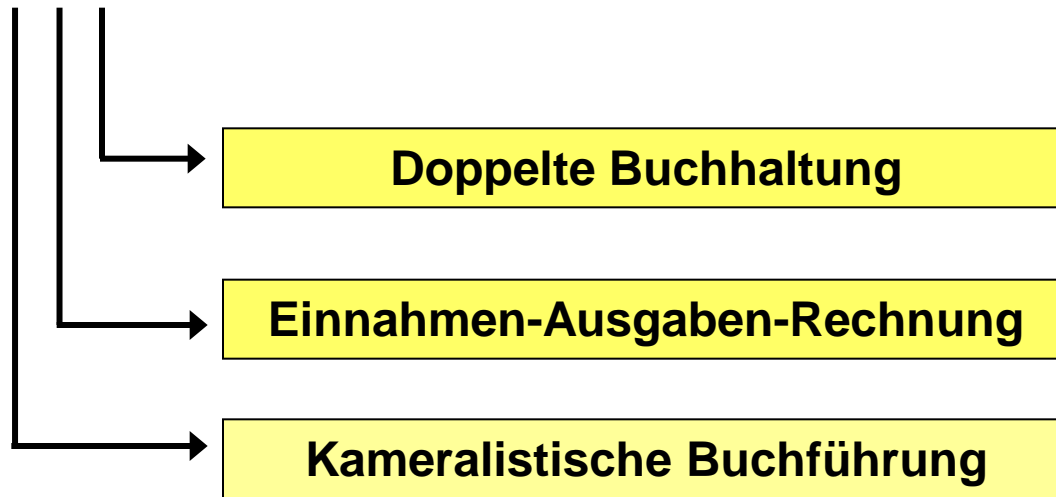 Doppelte Buchhaltung
Einnahmen-Ausgaben-Rechnung
Kameralistische Buchführung